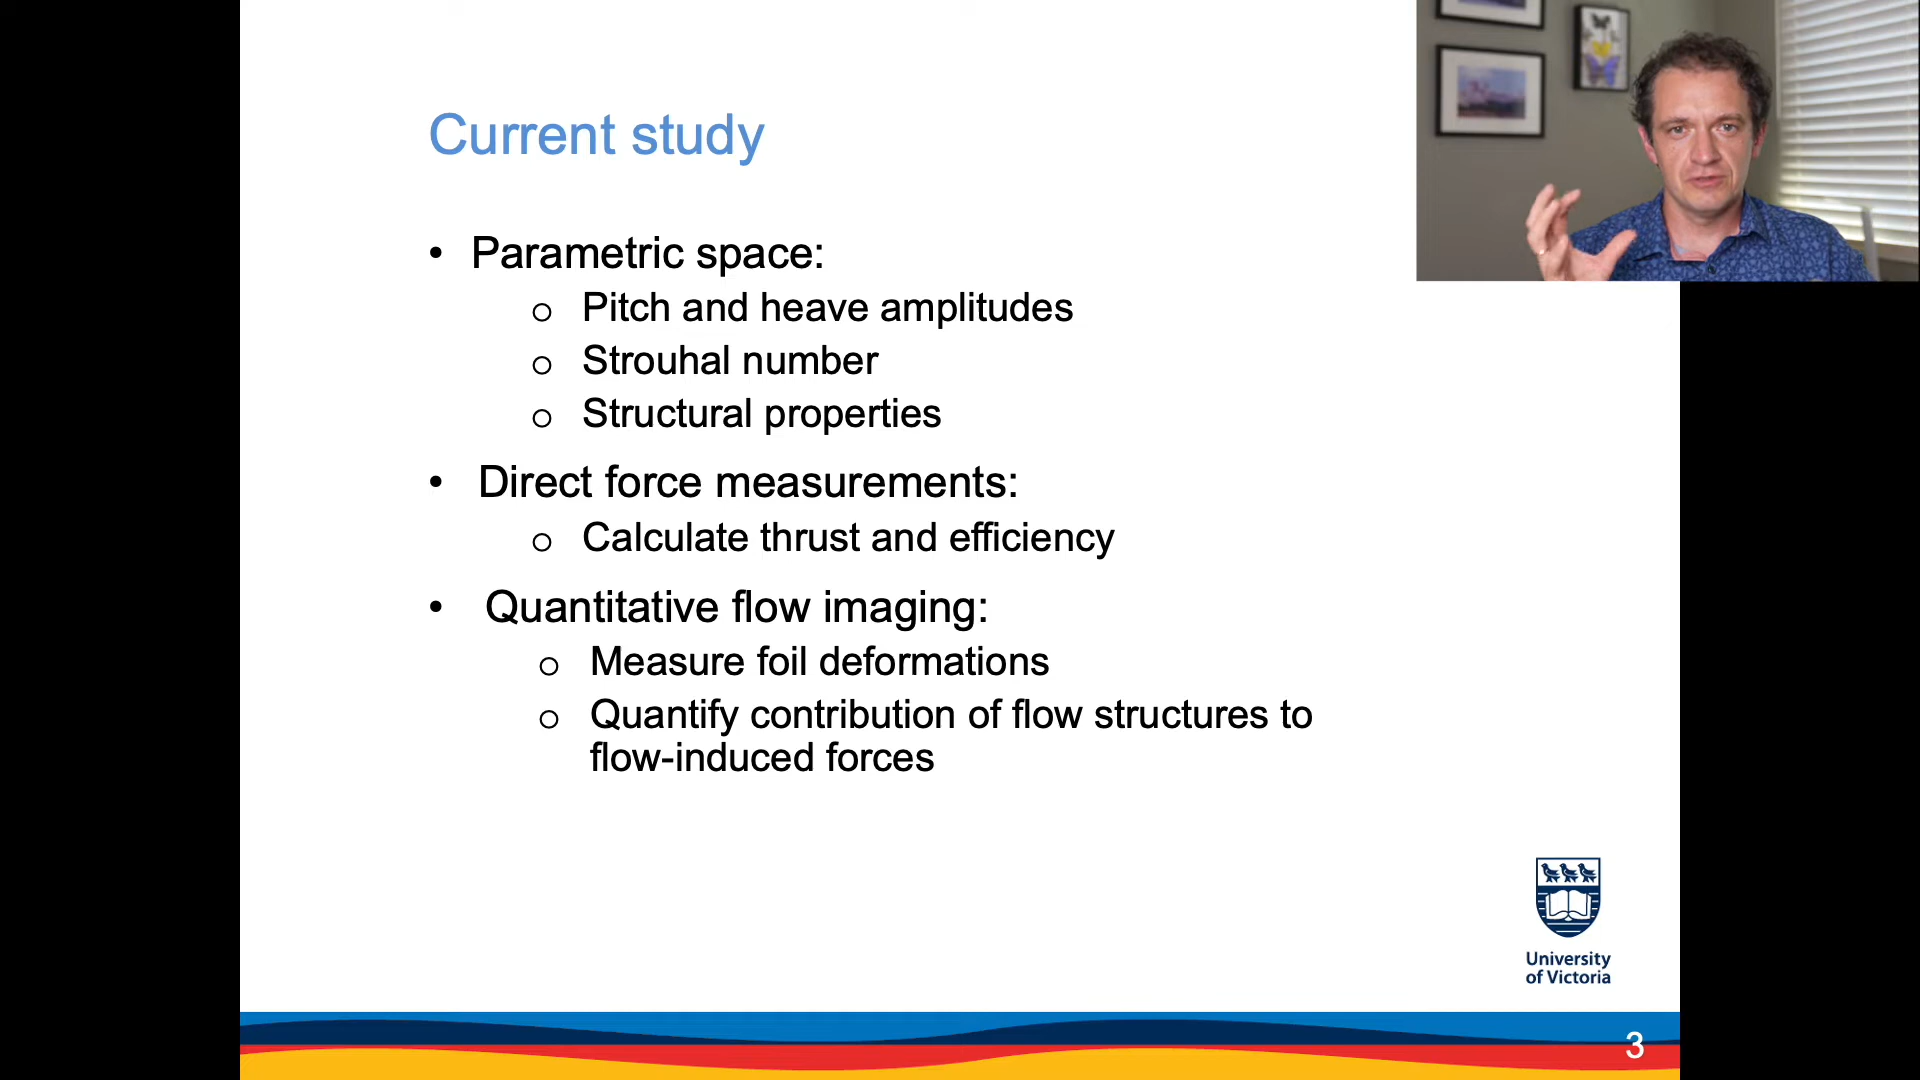 Current study
• Parametric space:
o Pitch and heave amplitudes
o Strouhal number
o Structural properties
• Direct force measurements:
o Calculate thrust and efficiency
• Quantitative flow imaging:
o Measure foil deformations
o Quantify contribution of flow structures to
flow-induced forces
University
of Victoria
3